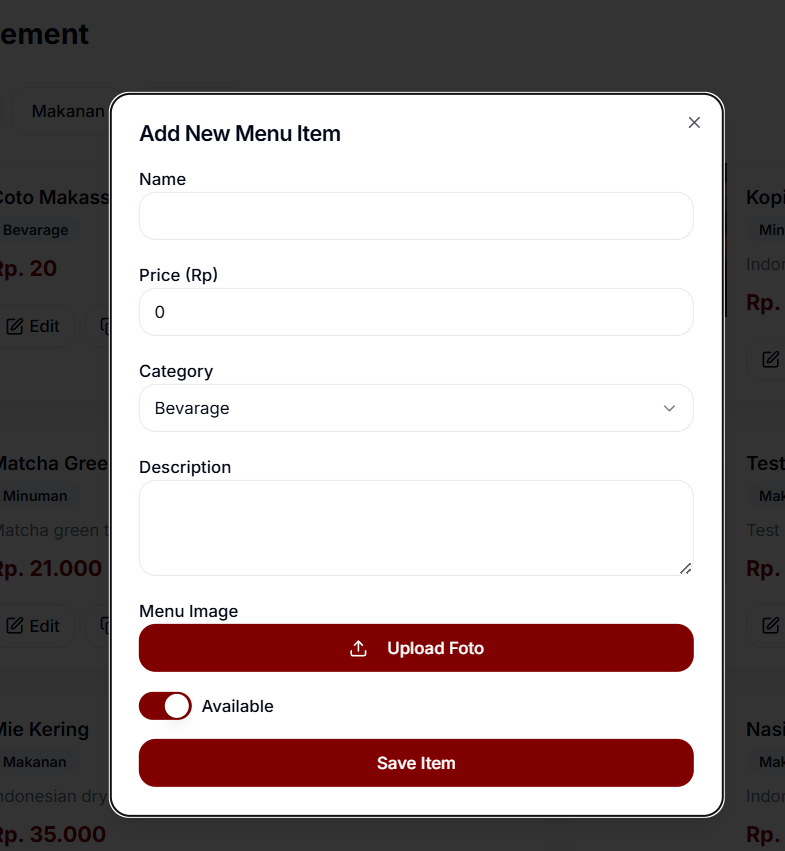 ement
Makanan
Add New Menu Item
Name
Price (Rp)
0
Category
Bevarage
Description
Menu Image
Upload Foto
Available
Save Item
Coto Makass
Bevarage
Rp. 20
Edit
Kopi
Min
Indor
Rp.
Matcha Gree
Minuman
Matcha green t
Rp. 21.000
Edit
Test
Mak
Test
Rp.
Mie Kering
Makanan
ndonesian dry
Rp. 35.000
Nasi
Mak
Indor
Rp.